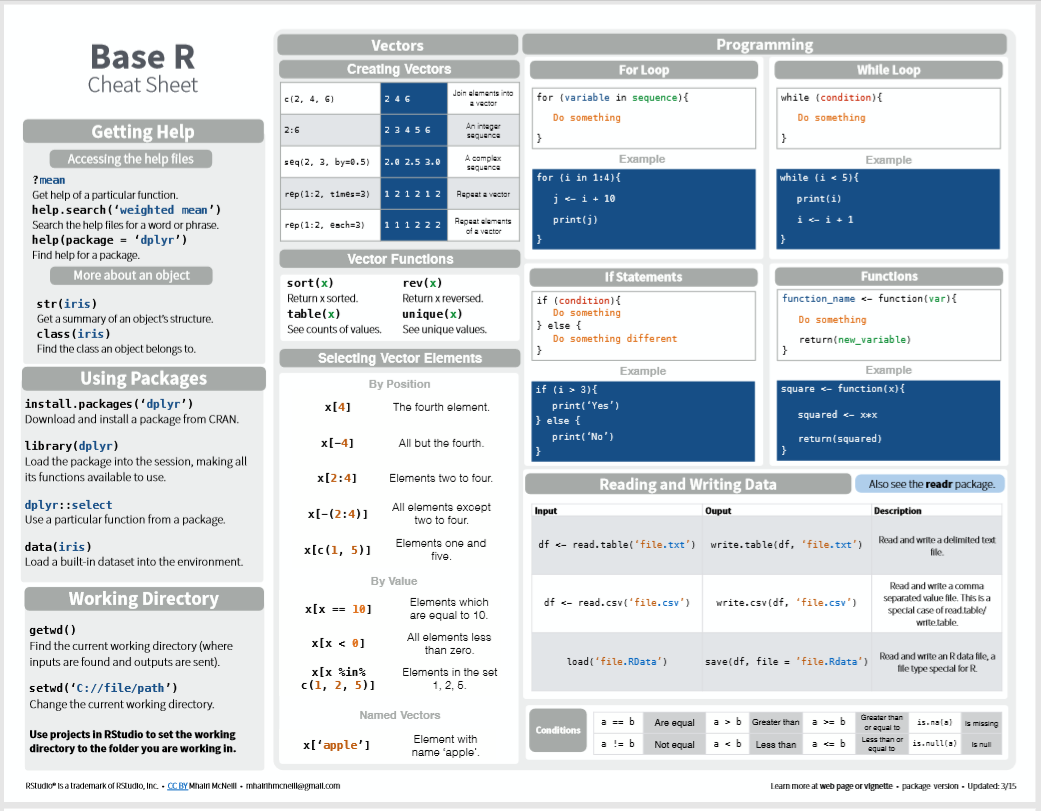 Base R
Cheat Sheet
Getting Help
Accessing the help files
?mean
Get help of a particular function.
help.search(‘weighted mean’)
Search the help files for a word or phrase.
help(package = ‘dplyr’)
Find help for a package.
More about an object
str(iris)
Get a summary of an object’s structure.
class(iris)
Find the class an object belongs to.
Using Packages
install.packages(‘dplyr’)
Download and install a package from CRAN.
library(dplyr)
Load the package into the session, making all
its functions available to use.
dplyr::select
Use a particular function from a package.
data(iris)
Load a built-in dataset into the environment.
Working Directory
getwd()
Find the current working directory (where
inputs are found and outputs are sent).
setwd(‘C://file/path’)
Change the current working directory.
Use projects in RStudio to set the working
directory to the folder you are working in.
Vectors
Creating Vectors
c(2, 4, 6) 2 4 6 Join elements into
a vector
2:6 2 3 4 5 6 An integer
sequence
seq(2, 3, by=0.5) 2.0 2.5 3.0 A complex
sequence
rep(1:2, times=3) 1 2 1 2 1 2 Repeat a vector
rep(1:2, each=3) 1 1 1 2 2 2 Repeat elements
of a vector
Vector Functions
sort(x) rev(x)
Return x sorted. Return x reversed.
table(x) unique(x)
See counts of values. See unique values.
Selecting Vector Elements
By Position
x[4] The fourth element.
x[-4] All but the fourth.
x[2:4] Elements two to four.
x[-(2:4)] All elements except
two to four.
x[c(1, 5)] Elements one and
five.
By Value
x[x == 10] Elements which
are equal to 10.
x[x < 0] All elements less
than zero.
x[x %in% Elements in the set
c(1, 2, 5)] 1, 2, 5.
Named Vectors
x[‘apple’] Element with
name ‘apple’.
Programming
For Loop
for (variable in sequence){
Do something
}
Example
for (i in 1:4){
j <- i + 10
print(j)
}
While Loop
while (condition){
Do something
}
Example
while (i < 5){
print(i)
i <- i + 1
}
If Statements
if (condition){
Do something
} else {
Do something different
}
Example
if (i > 3){
print(‘Yes’)
} else {
print(‘No’)
}
Functions
function_name <- function(var){
Do something
return(new_variable)
}
Example
square <- function(x){
squared <- x*x
return(squared)
}
Reading and Writing Data
Also see the readr package.
Input Ouput Description
df <- read.table(‘file.txt’) write.table(df, ‘file.txt’) Read and write a delimited text
file.
df <- read.csv(‘file.csv’) write.csv(df, ‘file.csv’) Read and write a comma
separated value file. This is a
special case of read.table/
write.table.
load(‘file.RData’) save(df, file = ‘file.Rdata’) Read and write an R data file, a
file type special for R.
Conditions
a == b Are equal a > b Greater than a >= b Greater than
or equal to is.na(a) Is missing
a != b Not equal a < b Less than a <= b Less than or
equal to is.null(a) Is null
RStudio® is a trademark of RStudio, Inc. • CC BY Mhairi McNeill • mhairihmcneill@gmail.com
Learn more at web page or vignette • package version • Updated: 3/15